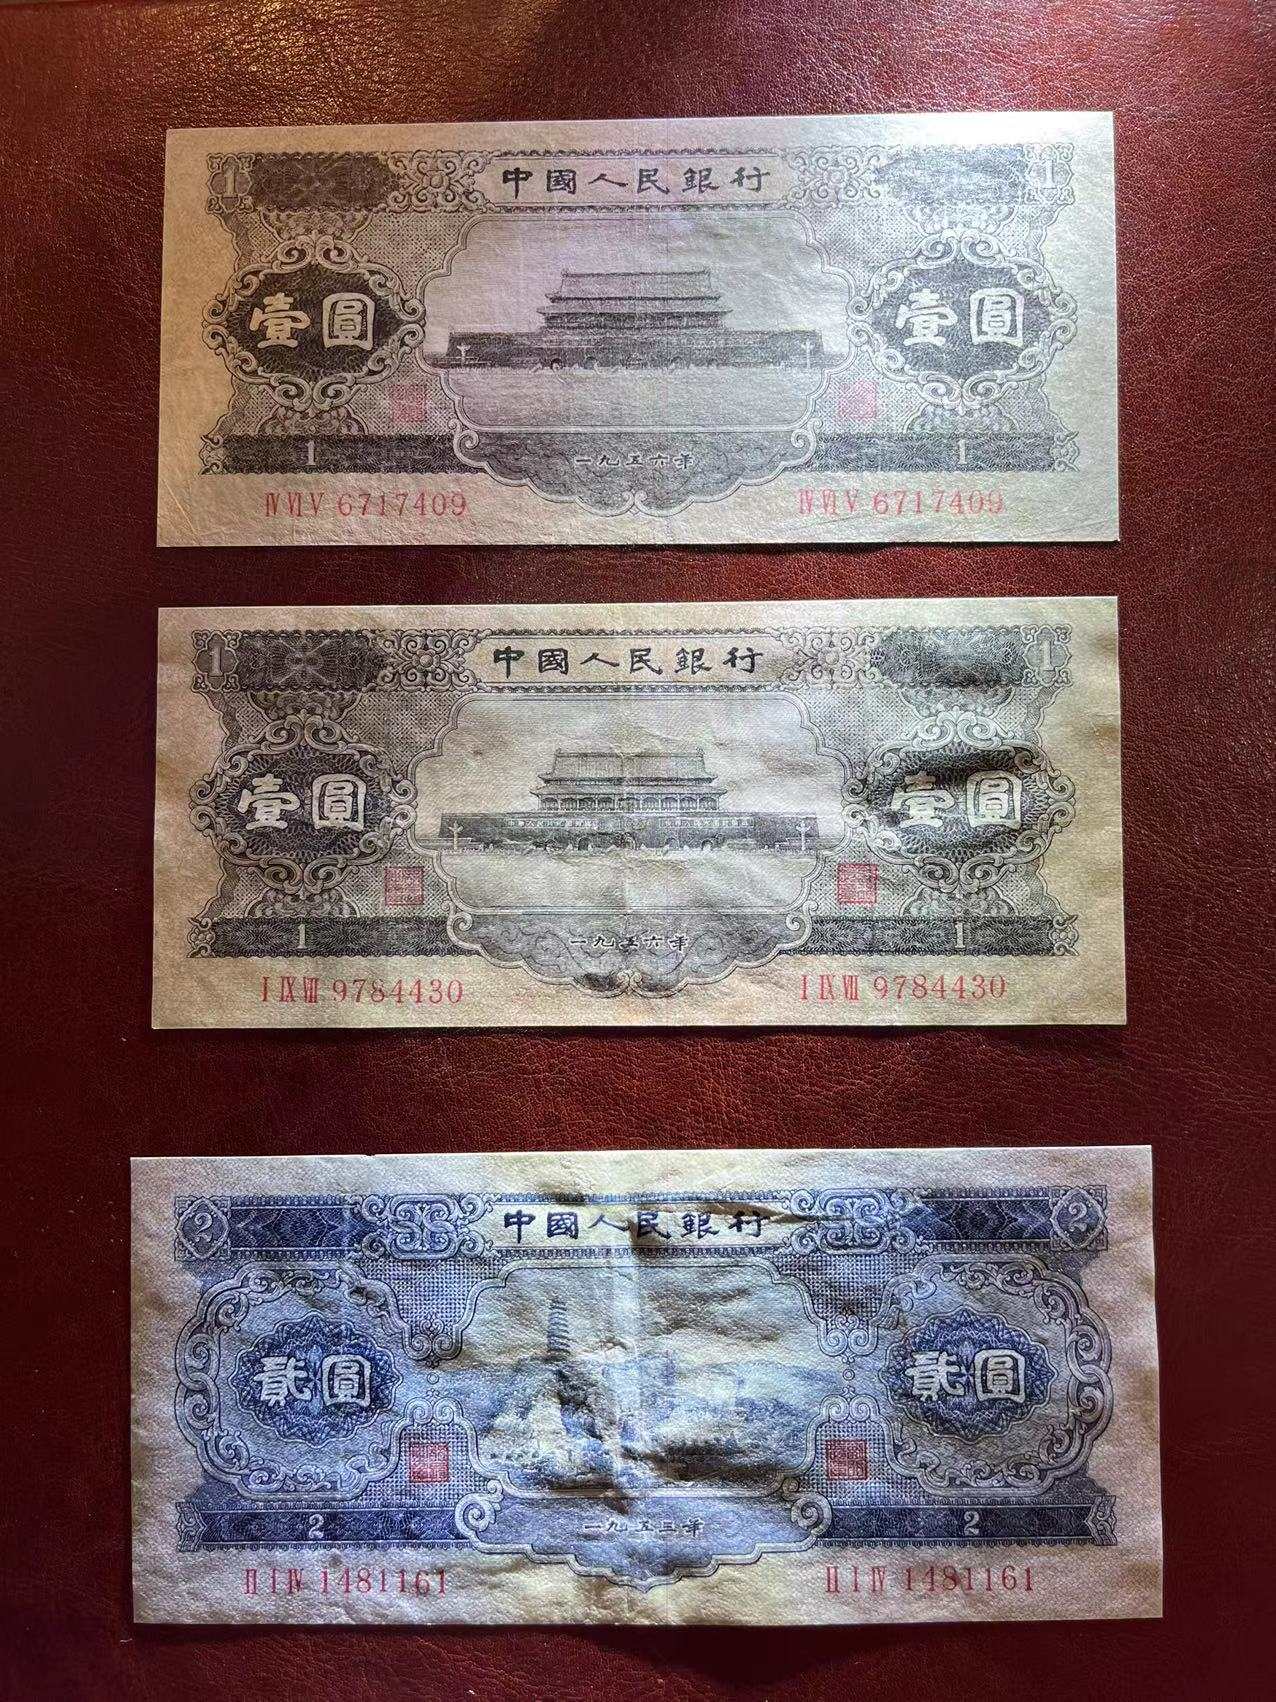 1 中國人民銀行 1
壹圓 壹圓
1 一九五六年 1
Ⅳ Ⅵ Ⅴ 6717409 Ⅳ Ⅵ Ⅴ 6717409
1 中國人民銀行 1
壹圓 壹圓
1 一九五六年 1
Ⅰ Ⅸ Ⅶ 9784430 Ⅰ Ⅸ Ⅶ 9784430
2 中國人民銀行 2
貳圓 貳圓
2 一九五三年 2
Ⅱ Ⅰ Ⅳ 1481161 Ⅱ Ⅰ Ⅳ 1481161